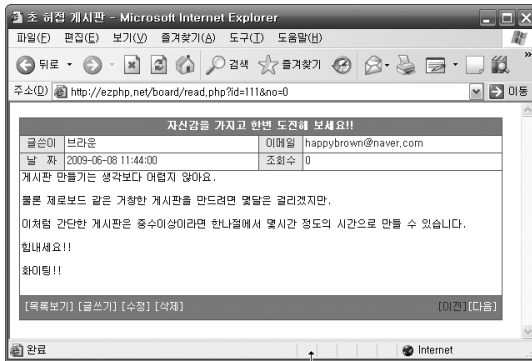 초 허접 게시판 - Microsoft Internet Explorer
파일(F) 편집(E) 보기(V) 즐겨찾기(A) 도구(T) 도움말(H)
뒤로 검색 즐겨찾기 »
주소(D) http://ezphp.net/board/read.php?id=111&no=0 이동
자신감을 가지고 한번 도전해 보세요!!
글쓴이 브라운 이메일 happybrown@naver.com
날 짜 2009-06-08 11:44:00 조회수 0
게시판 만들기는 생각보다 어렵지 않아요.
물론 제로보드 같은 거창한 게시판을 만드려면 몇달은 걸리겠지만.
이처럼 간단한 게시판은 중수이상이라면 한나절에서 몇시간 정도의 시간으로 만들 수 있습니다.
힘내세요!!
화이팅!!
[목록보기] [글쓰기] [수정] [삭제] [이전] [다음]
완료 Internet